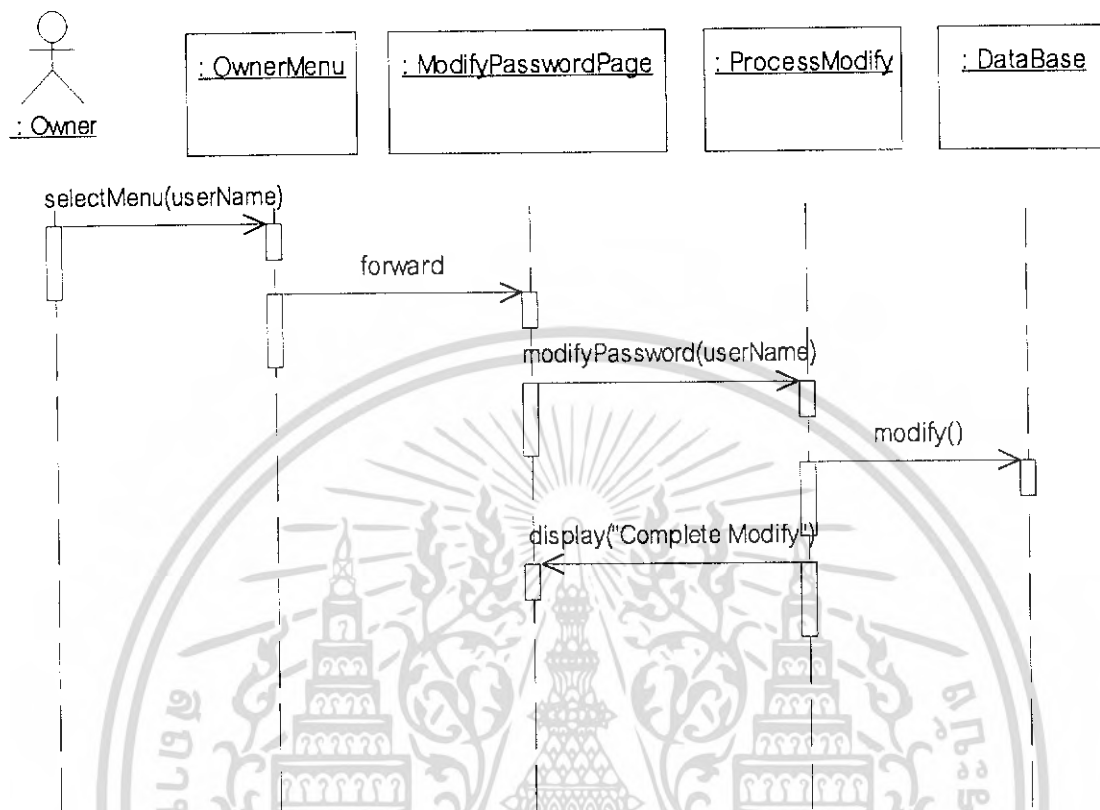 : Owner
: OwnerMenu
: ModifyPasswordPage
: ProcessModify
: DataBase
selectMenu(userName)
forward
modifyPassword(userName)
modify()
display("Complete Modify")